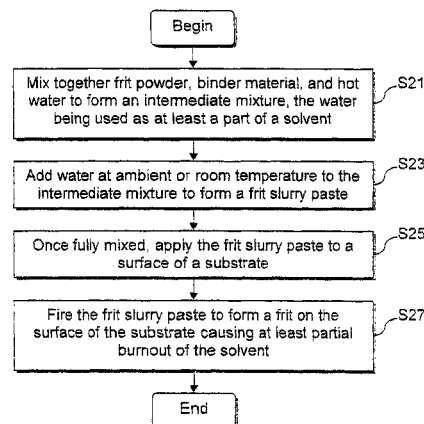 Begin
Mix together frit powder, binder material, and hot
water to form an intermediate mixture, the water
being used as at least a part of a solvent
S21
Add water at ambient or room temperature to the
intermediate mixture to form a frit slurry paste
S23
Once fully mixed, apply the frit slurry paste to a
surface of a substrate
S25
Fire the frit slurry paste to form a frit on the
surface of the substrate causing at least partial
burnout of the solvent
S27
End